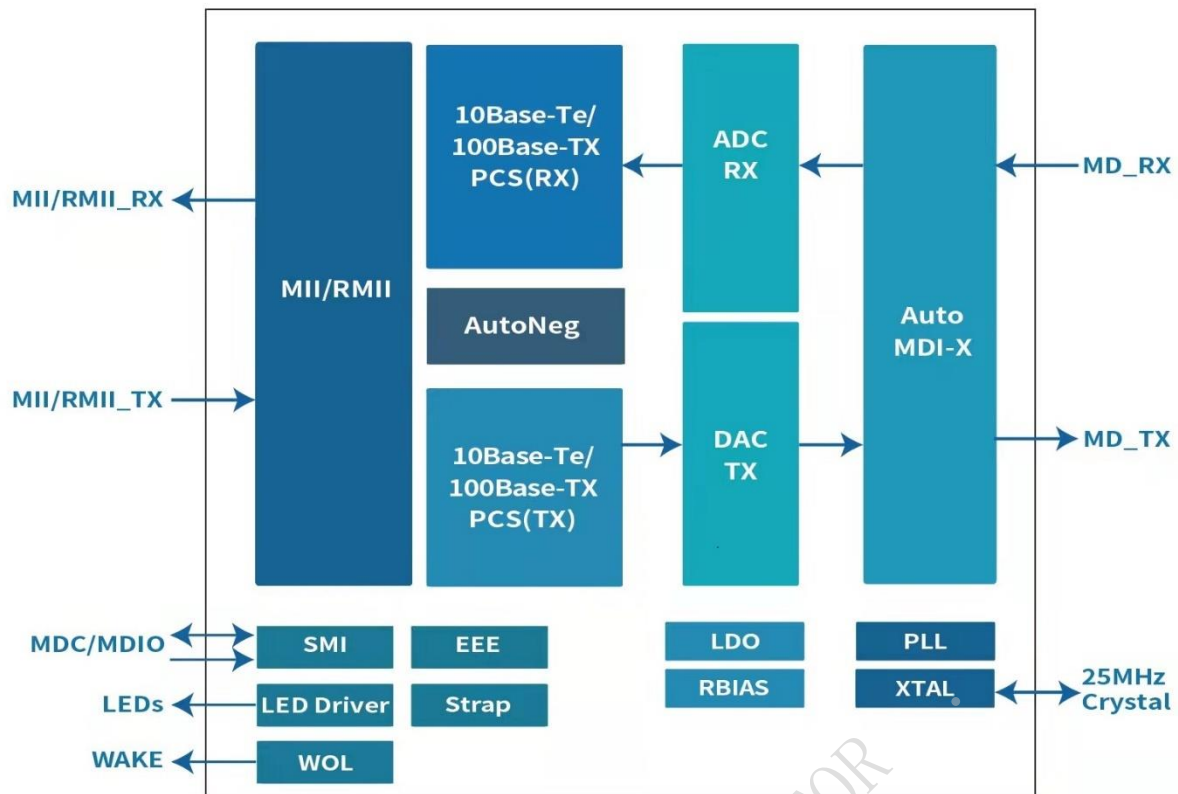 10Base-Te/
100Base-TX
PCS(RX)
ADC
RX
MD_RX
MII/RMII_RX
MII/RMII
AutoNeg
Auto
MDI-X
MII/RMII_TX
10Base-Te/
100Base-TX
PCS(TX)
DAC
TX
MD_TX
MDC/MDIO
SMI
EEE
LDO
PLL
LEDs
LED Driver
Strap
RBIAS
XTAL
25MHz
Crystal
WAKE
WOL
TOR